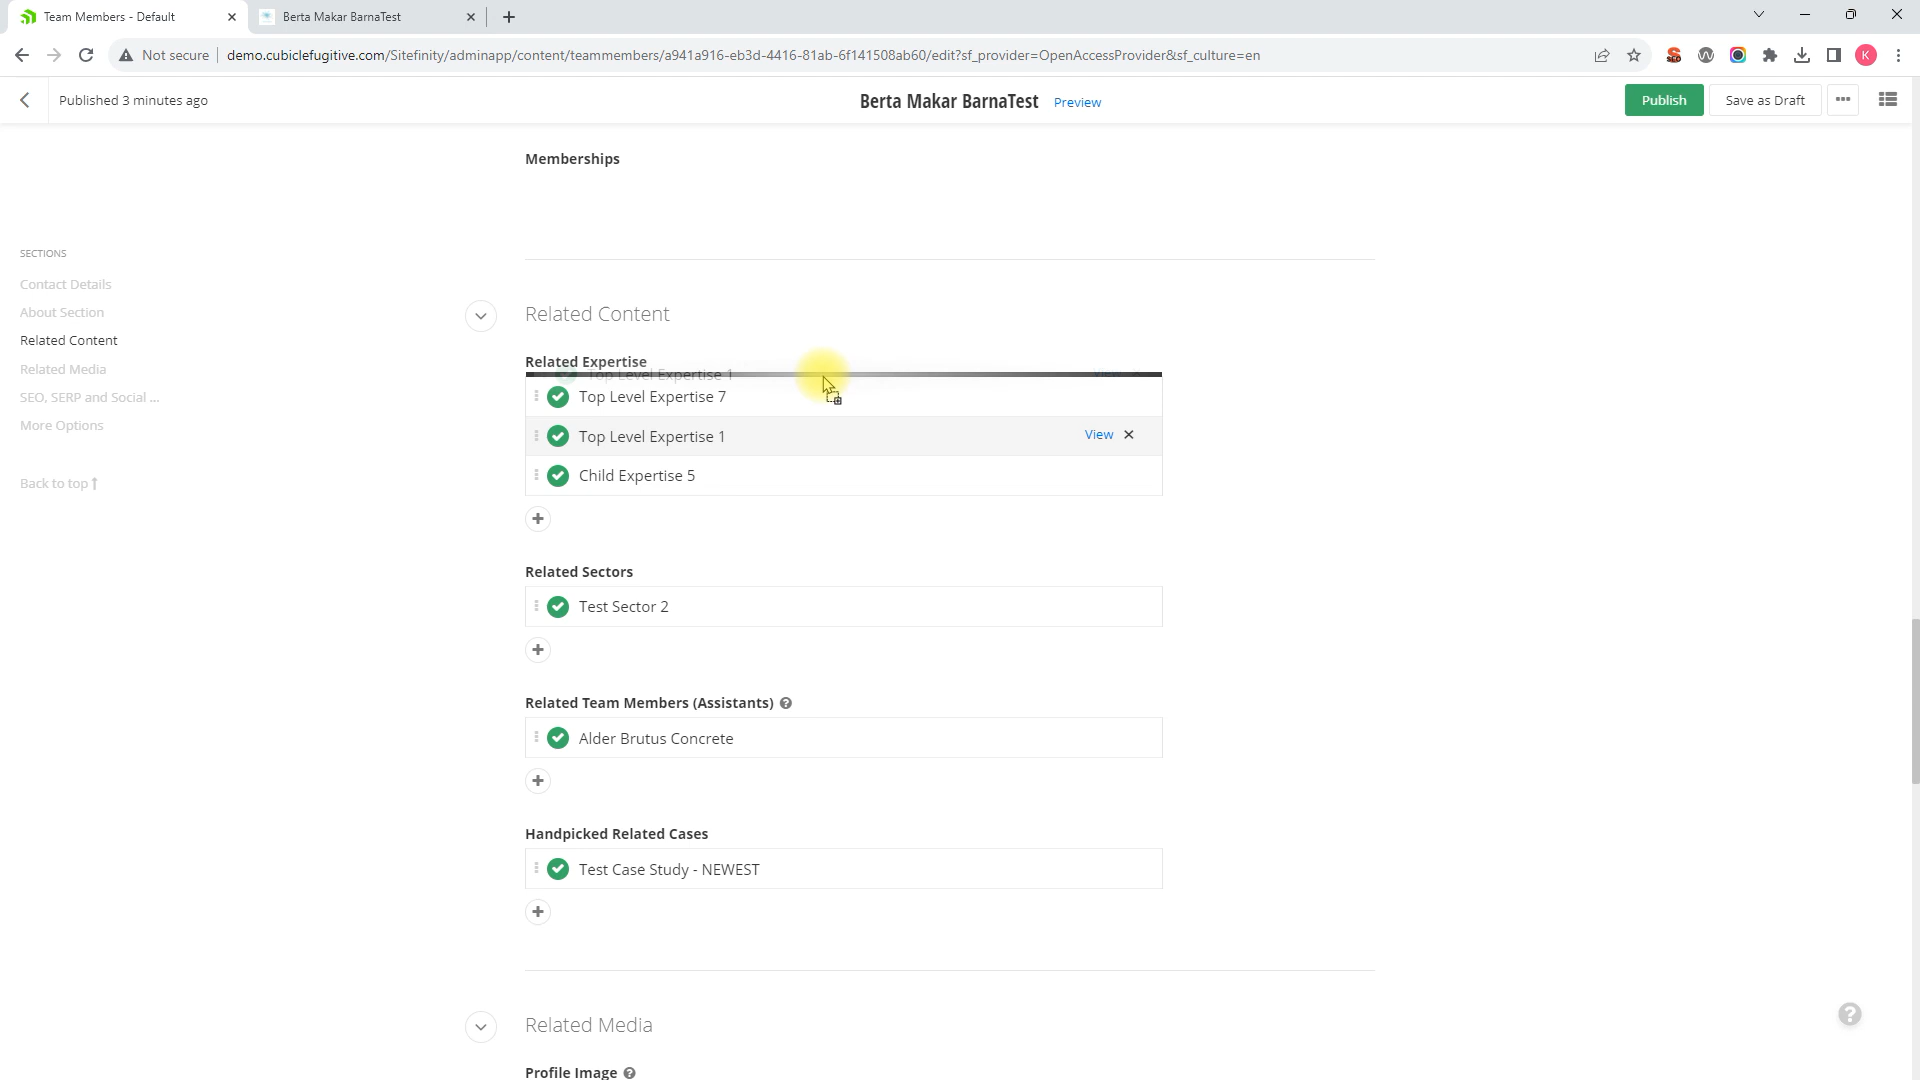 Team Members - Default
Berta Makar BarnaTest
Not secure
demo.cubiclefugitive.com/Sitefinity/adminapp/content/teammembers/a941a916-eb3d-4416-81ab-6f141508ab60/edit?sf_provider=OpenAccessProvider&sf_culture=en
K
Published 3 minutes ago
Berta Makar BarnaTest
Preview
Publish
Save as Draft
Memberships
SECTIONS
Contact Details
About Section
Related Content
Related Media
SEO, SERP and Social ...
More Options
Back to top
Related Content
Related Expertise
Top Level Expertise 1
View
Top Level Expertise 7
Top Level Expertise 1
View
Child Expertise 5
Related Sectors
Test Sector 2
Related Team Members (Assistants)
Alder Brutus Concrete
Handpicked Related Cases
Test Case Study - NEWEST
Related Media
Profile Image